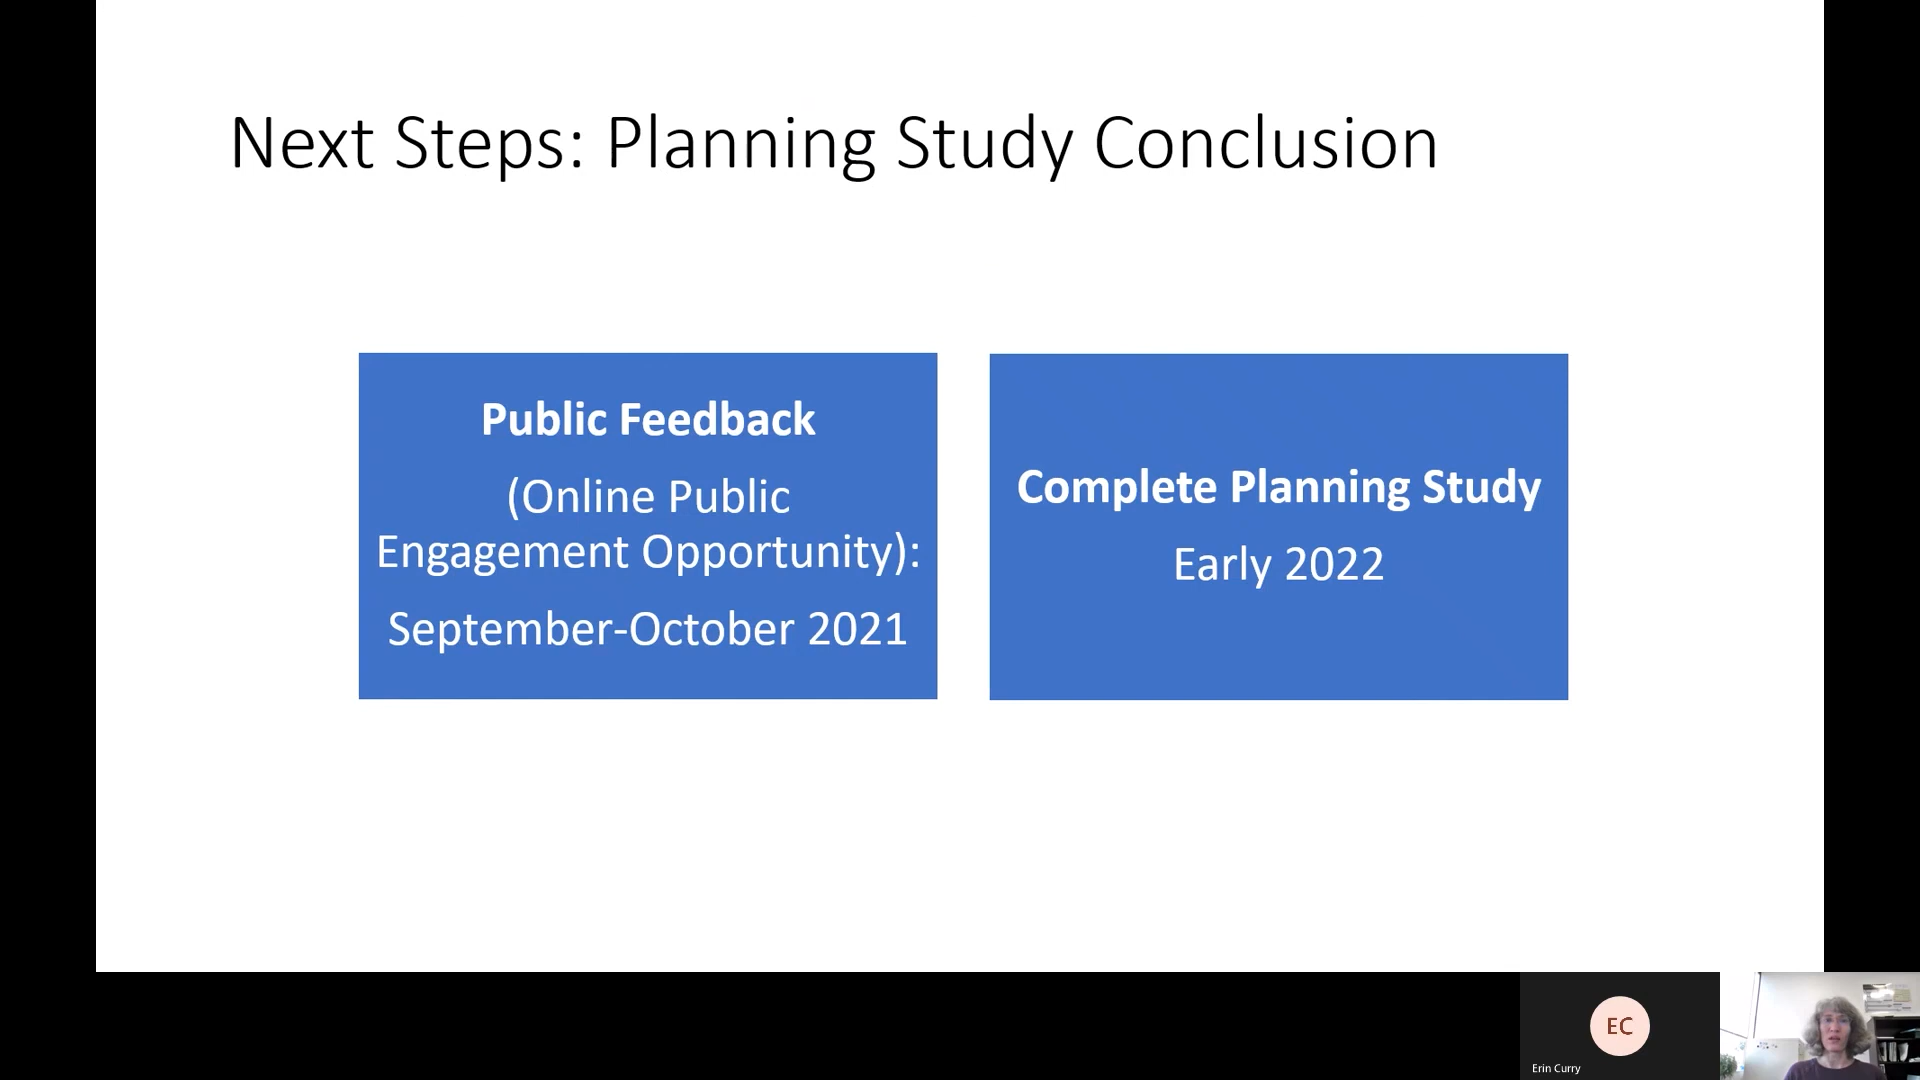 Next Steps: Planning Study Conclusion
Public Feedback
(Online Public
Engagement Opportunity):
September-October 2021
Complete Planning Study
Early 2022
EC
Erin Curry